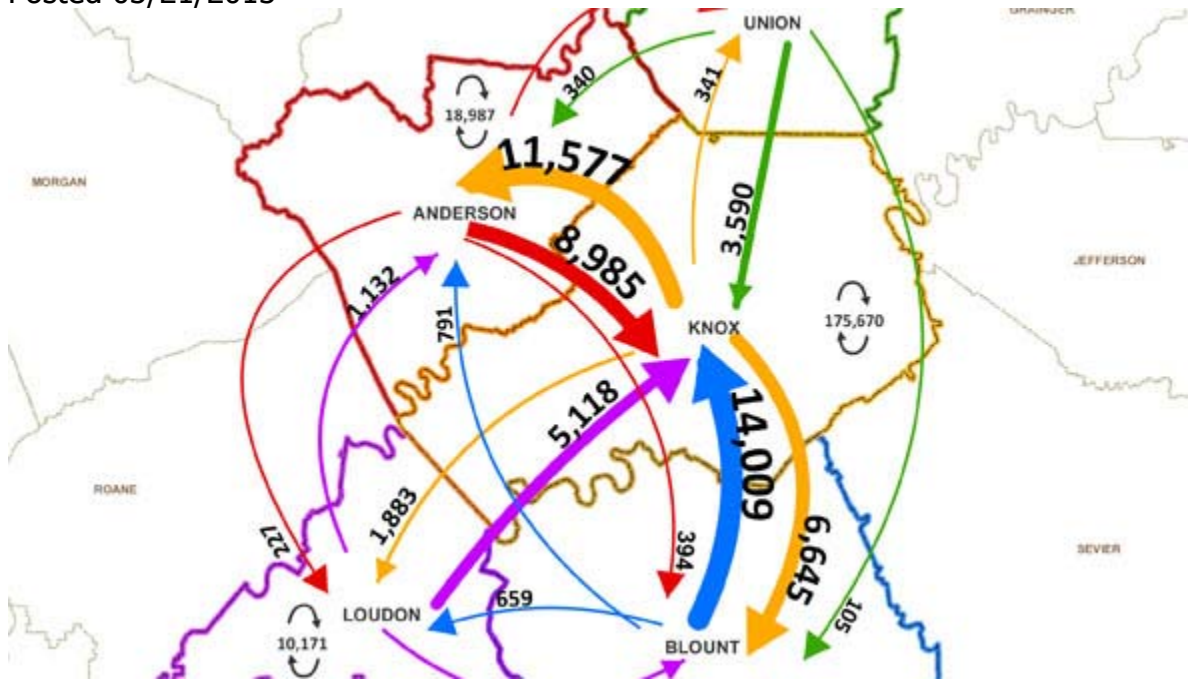 Posted 05/21/2015
GRAINGER
UNION
340
341
18,987
11,577
MORGAN
3,590
ANDERSON
8,985
JEFFERSON
1,132
791
175,670
KNOX
5,118
14,009
ROANE
1,883
227
394
6,645
SEVIER
659
105
LOUDON
10,171
BLOUNT